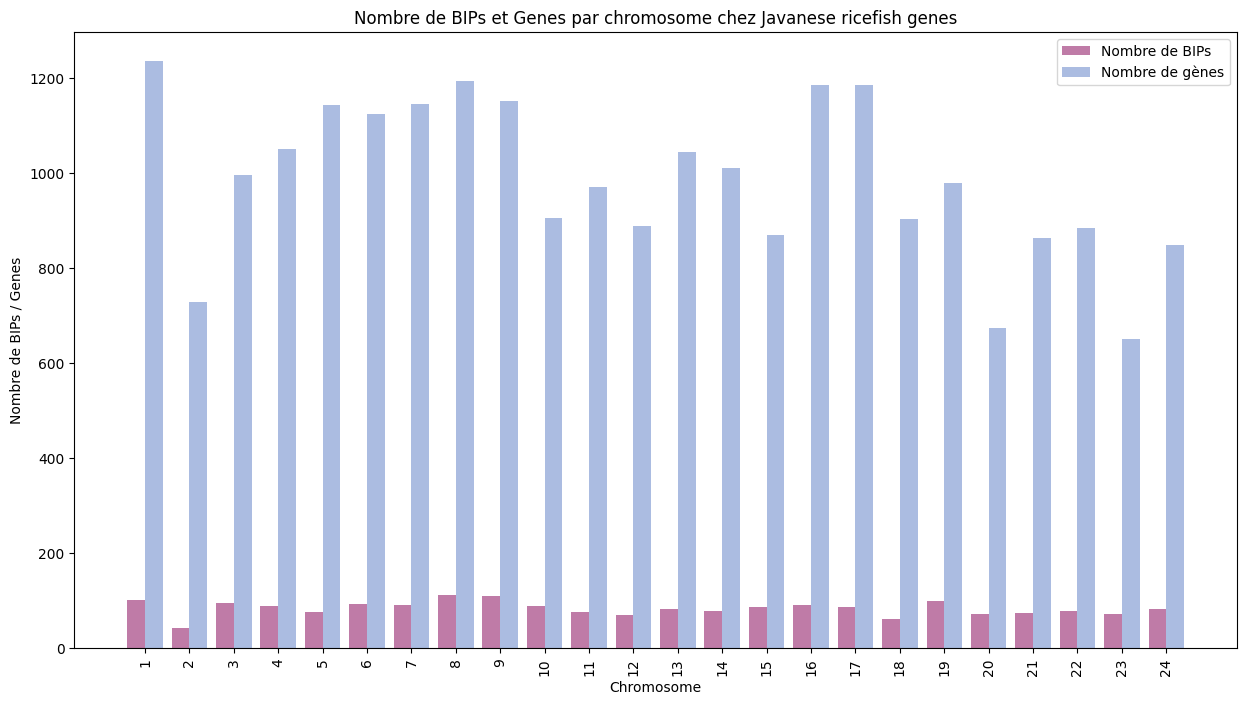 Nombre de BIPs et Genes par chromosome chez Javanese ricefish genes
Nombre de BIPs
Nombre de gènes
Nombre de BIPs / Genes
1200
1000
800
600
400
200
0
1 2 3 4 5 6 7 8 9 10 11 12 13 14 15 16 17 18 19 20 21 22 23 24
Chromosome